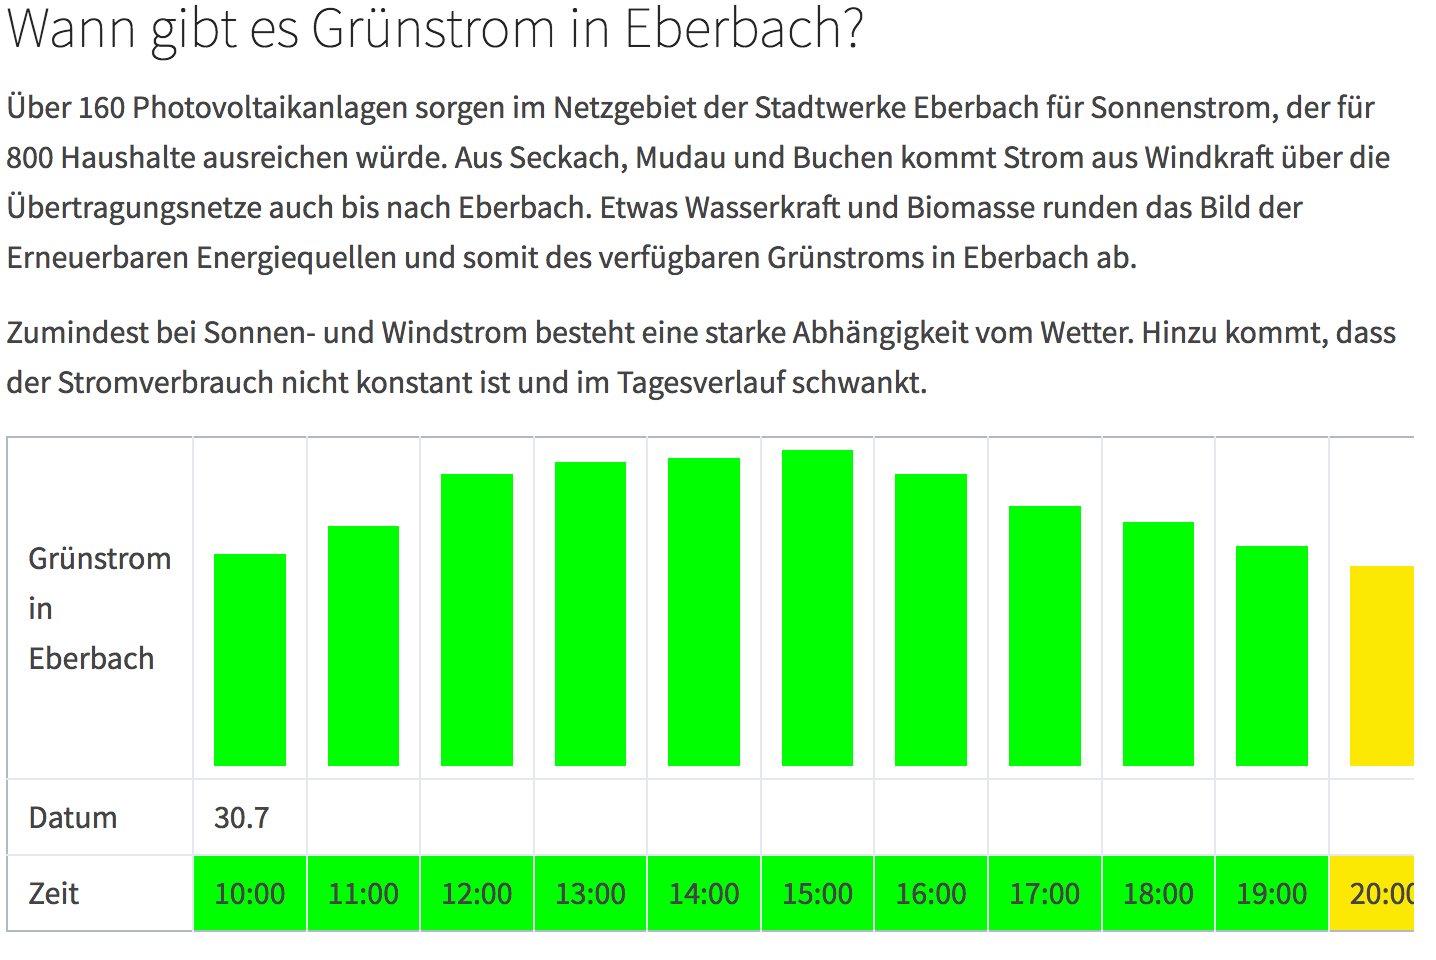 Wann gibt es Grünstrom in Eberbach?
Über 160 Photovoltaikanlagen sorgen im Netzgebiet der Stadtwerke Eberbach für Sonnenstrom, der für
800 Haushalte ausreichen würde. Aus Seckach, Mudau und Buchen kommt Strom aus Windkraft über die
Übertragungsnetze auch bis nach Eberbach. Etwas Wasserkraft und Biomasse runden das Bild der
Erneuerbaren Energiequellen und somit des verfügbaren Grünstroms in Eberbach ab.
Zumindest bei Sonnen- und Windstrom besteht eine starke Abhängigkeit vom Wetter. Hinzu kommt, dass
der Stromverbrauch nicht konstant ist und im Tagesverlauf schwankt.
Grünstrom
in
Eberbach
Datum 30.7
Zeit 10:00 11:00 12:00 13:00 14:00 15:00 16:00 17:00 18:00 19:00 20:00